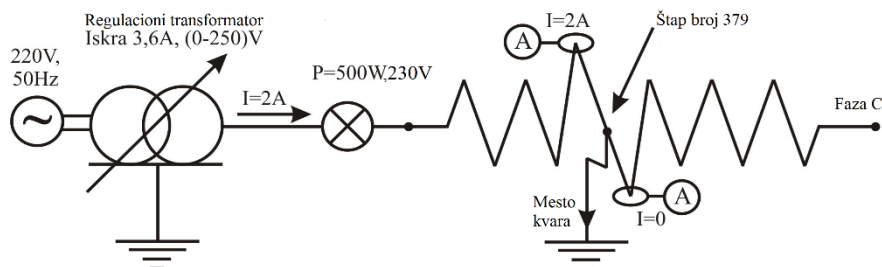 Regulacioni transformator
Iskra 3,6A, (0-250)V
220V,
50Hz
~
I=2A
P=500W,230V
A
I=2A
Štap broj 379
Faza C
Mesto
kvara
A
I=0